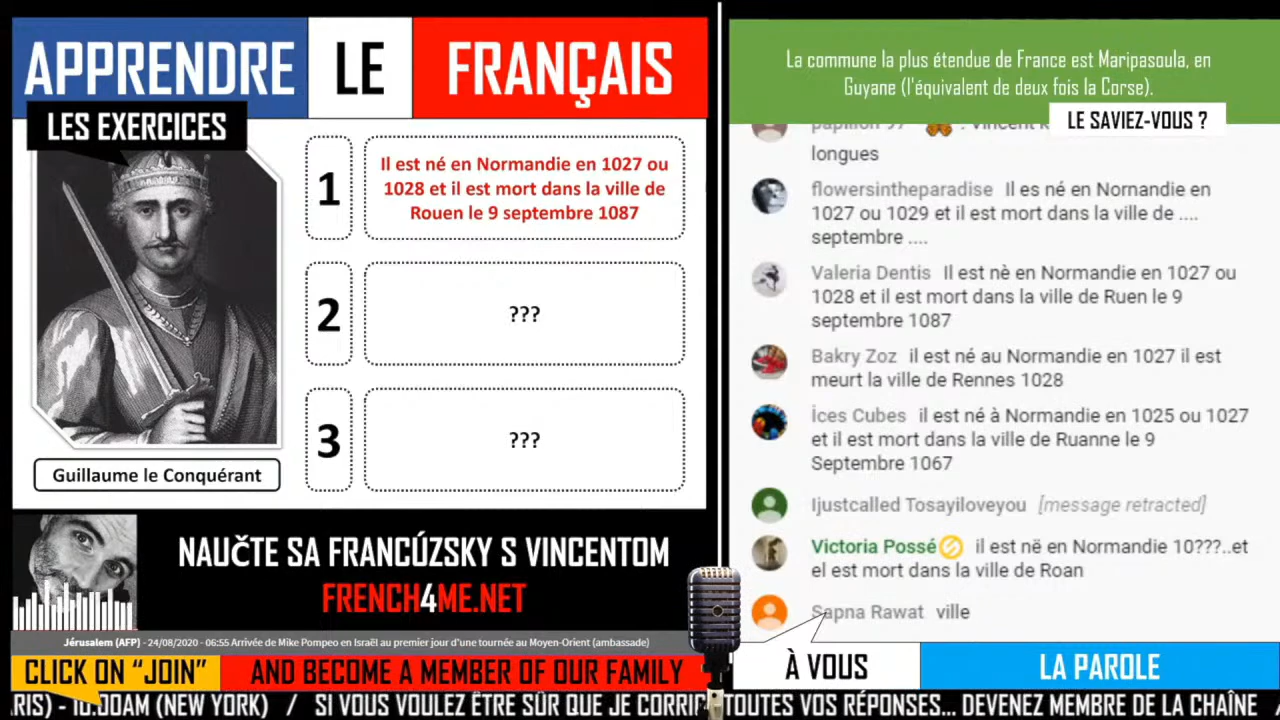 APPRENDRE LE FRANÇAIS
LES EXERCICES
1
Il est né en Normandie en 1027 ou
1028 et il est mort dans la ville de
Rouen le 9 septembre 1087
2
???
3
???
Guillaume le Conquérant
NAUČTE SA FRANCÚZSKY S VINCENTOM
FRENCH4ME.NET
Jérusalem (AFP) - 24/08/2020 - 06:55 Arrivée de Mike Pompeo en Israël au premier jour d'une tournée au Moyen-Orient (ambassade)
CLICK ON “JOIN” AND BECOME A MEMBER OF OUR FAMILY
La commune la plus étendue de France est Maripasoula, en
Guyane (l'équivalent de deux fois la Corse).
LE SAVIEZ-VOUS ?
longues
flowersintheparadise Il es né en Nornandie en
1027 ou 1029 et il est mort dans la ville de ....
septembre ....
Valeria Dentis Il est nè en Normandie en 1027 ou
1028 et il est mort dans la ville de Ruen le 9
septembre 1087
Bakry Zoz il est né au Normandie en 1027 il est
meurt la ville de Rennes 1028
İces Cubes il est né à Normandie en 1025 ou 1027
et il est mort dans la ville de Ruanne le 9
Septembre 1067
Ijustcalled Tosayiloveyou [message retracted]
Victoria Possé il est në en Normandie 10???..et
el est mort dans la ville de Roan
Sapna Rawat ville
À VOUS LA PAROLE
RIS) - 10.30AM (NEW YORK) / SI VOUS VOULEZ ÊTRE SÛR QUE JE CORRIG TOUTES VOS RÉPONSES... DEVENEZ MEMBRE DE LA CHAÎNE /